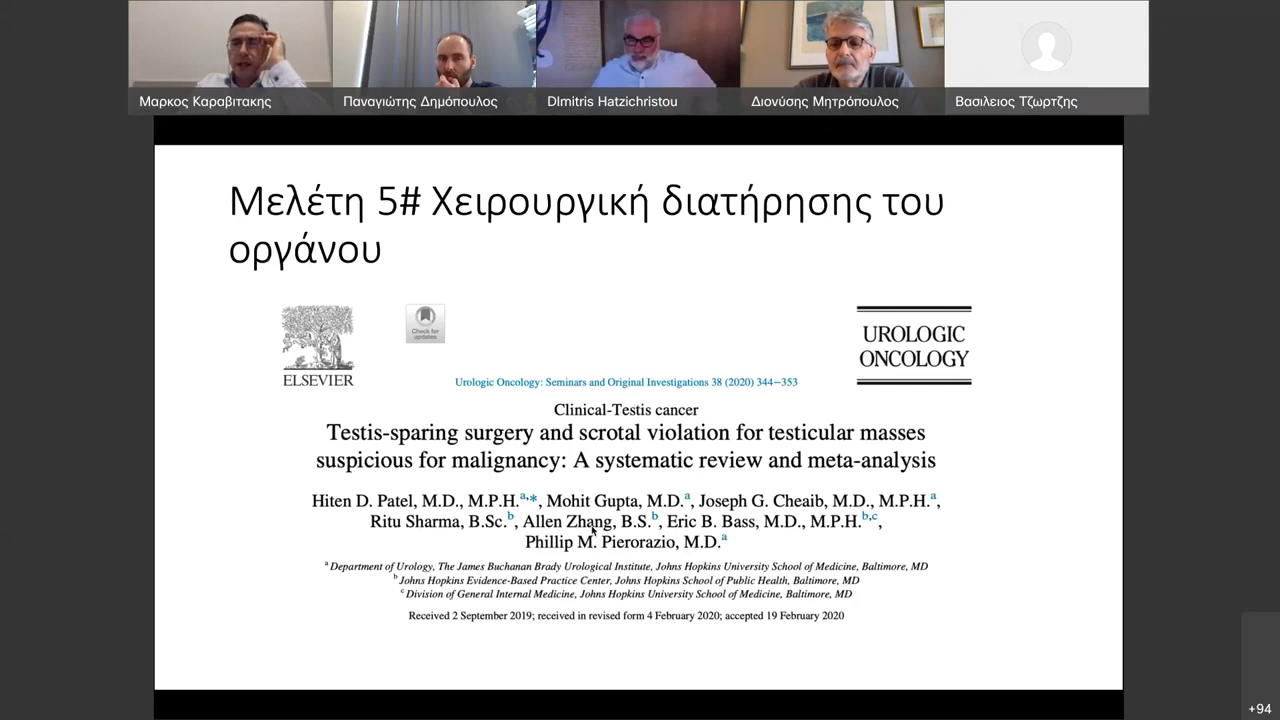 Μαρκος Καραβιτακης
Παναγιώτης Δημόπουλος
DImitris Hatzichristou
Διονύσης Μητρόπουλος
Βασιλειος Τζωρτζης
Μελέτη 5# Χειρουργική διατήρησης του
οργάνου
ELSEVIER
Check for
updates
UROLOGIC
ONCOLOGY
Urologic Oncology: Seminars and Original Investigations 38 (2020) 344−353
Clinical-Testis cancer
Testis-sparing surgery and scrotal violation for testicular masses
suspicious for malignancy: A systematic review and meta-analysis
Hiten D. Patel, M.D., M.P.H.a,*, Mohit Gupta, M.D.a, Joseph G. Cheaib, M.D., M.P.H.a,
Ritu Sharma, B.Sc.b, Allen Zhang, B.S.b, Eric B. Bass, M.D., M.P.H.b,c,
Phillip M. Pierorazio, M.D.a
a Department of Urology, The James Buchanan Brady Urological Institute, Johns Hopkins University School of Medicine, Baltimore, MD
b Johns Hopkins Evidence-Based Practice Center, Johns Hopkins School of Public Health, Baltimore, MD
c Division of General Internal Medicine, Johns Hopkins University School of Medicine, Baltimore, MD
Received 2 September 2019; received in revised form 4 February 2020; accepted 19 February 2020
+94